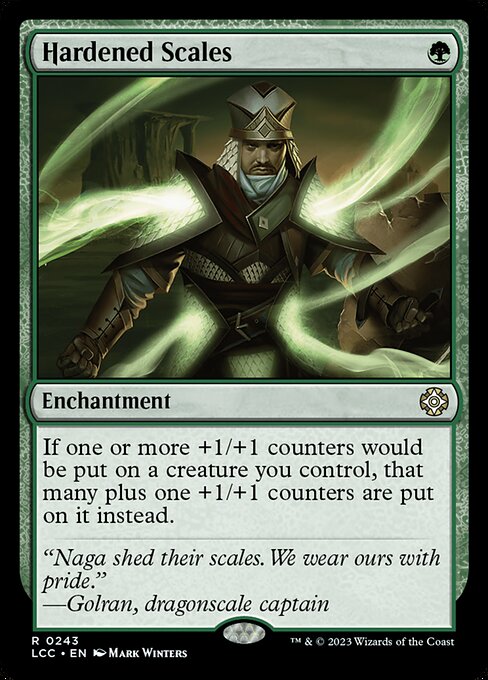 Hardened Scales
Enchantment
If one or more +1/+1 counters would
be put on a creature you control, that
many plus one +1/+1 counters are put
on it instead.
“Naga shed their scales. We wear ours with
pride.”
—Golran, dragonscale captain
R 0243
LCC • EN Mark Winters
™ & © 2023 Wizards of the Coast